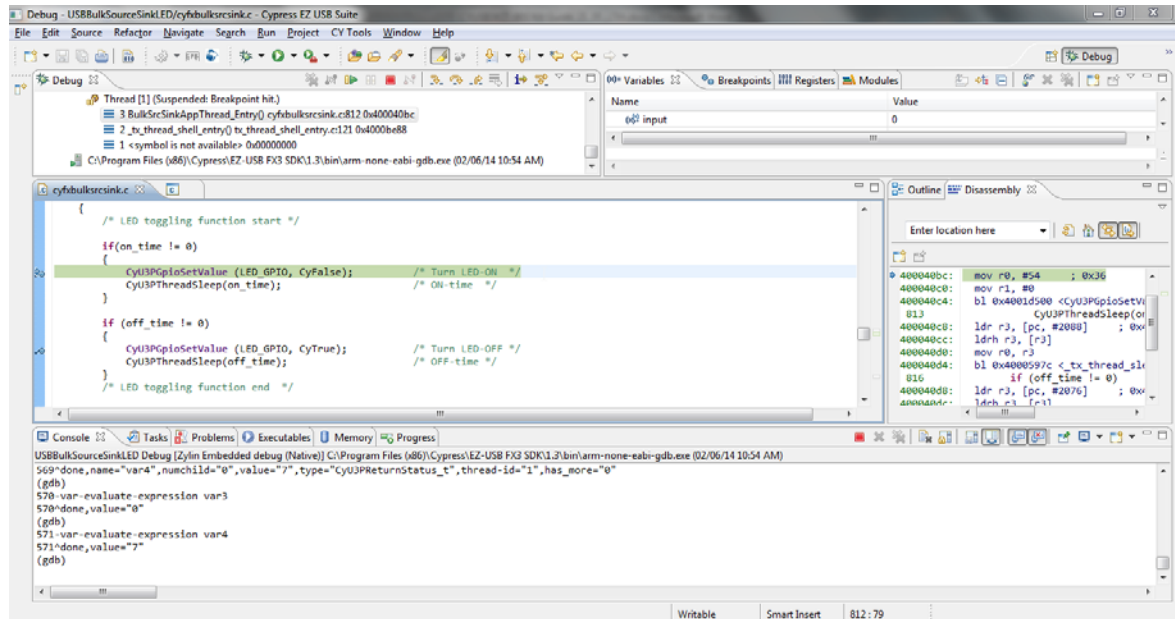 Debug - USBBulkSourceSinkLED/cyfxbulksrcsink.c - Cypress EZ USB Suite
File Edit Source Refactor Navigate Search Run Project CY Tools Window Help
Debug
Debug
Thread [1] (Suspended: Breakpoint hit.)
3 BulkSrcSinkAppThread_Entry() cyfxbulksrcsink.c:812 0x400040bc
2 _tx_thread_shell_entry() tx_thread_shell_entry.c:121 0x4000be88
1 <symbol is not available> 0x00000000
C:\Program Files (x86)\Cypress\EZ-USB FX3 SDK\1.3\bin\arm-none-eabi-gdb.exe (02/06/14 10:54 AM)
Variables Breakpoints Registers Modules
Name Value
input 0
cyfxbulksrcsink.c
{
/* LED toggling function start */
if(on_time != 0)
{
CyU3PGpioSetValue (LED_GPIO, CyFalse); /* Turn LED-ON */
CyU3PThreadSleep(on_time); /* ON-time */
}
if (off_time != 0)
{
CyU3PGpioSetValue (LED_GPIO, CyTrue); /* Turn LED-OFF */
CyU3PThreadSleep(off_time); /* OFF-time */
}
/* LED toggling function end */
Outline Disassembly
Enter location here
400040bc: mov r0, #54 ; 0x36
400040c0: mov r1, #0
400040c4: bl 0x4001d500 <CyU3PGpioSetV
813 CyU3PThreadSleep(o
400040c8: ldr r3, [pc, #2088] ; 0x
400040cc: ldrh r3, [r3]
400040d0: mov r0, r3
400040d4: bl 0x4000597c <_tx_thread_sl
816 if (off_time != 0)
400040d8: ldr r3, [pc, #2076] ; 0x
400040dc: ldrh r3, [r3]
Console Tasks Problems Executables Memory Progress
USBBulkSourceSinkLED Debug [Zylin Embedded debug (Native)] C:\Program Files (x86)\Cypress\EZ-USB FX3 SDK\1.3\bin\arm-none-eabi-gdb.exe (02/06/14 10:54 AM)
569^done,name="var4",numchild="0",value="7",type="CyU3PReturnStatus_t",thread-id="1",has_more="0"
(gdb)
570-var-evaluate-expression var3
570^done,value="0"
(gdb)
571-var-evaluate-expression var4
571^done,value="7"
(gdb)
Writable Smart Insert 812 : 79